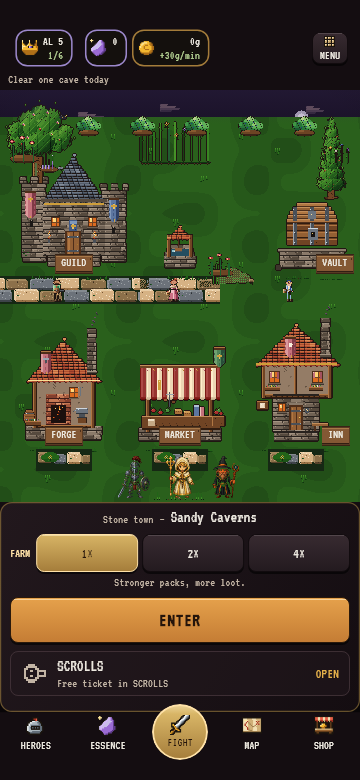 AL 5
1/6
0
0g
+30g/min
MENU
Clear one cave today
GUILD
VAULT
FORGE
MARKET
INN
Stone town - Sandy Caverns
FARM
1X
2X
4X
Stronger packs, more loot.
ENTER
SCROLLS
Free ticket in SCROLLS
OPEN
HEROES
ESSENCE
FIGHT
MAP
SHOP